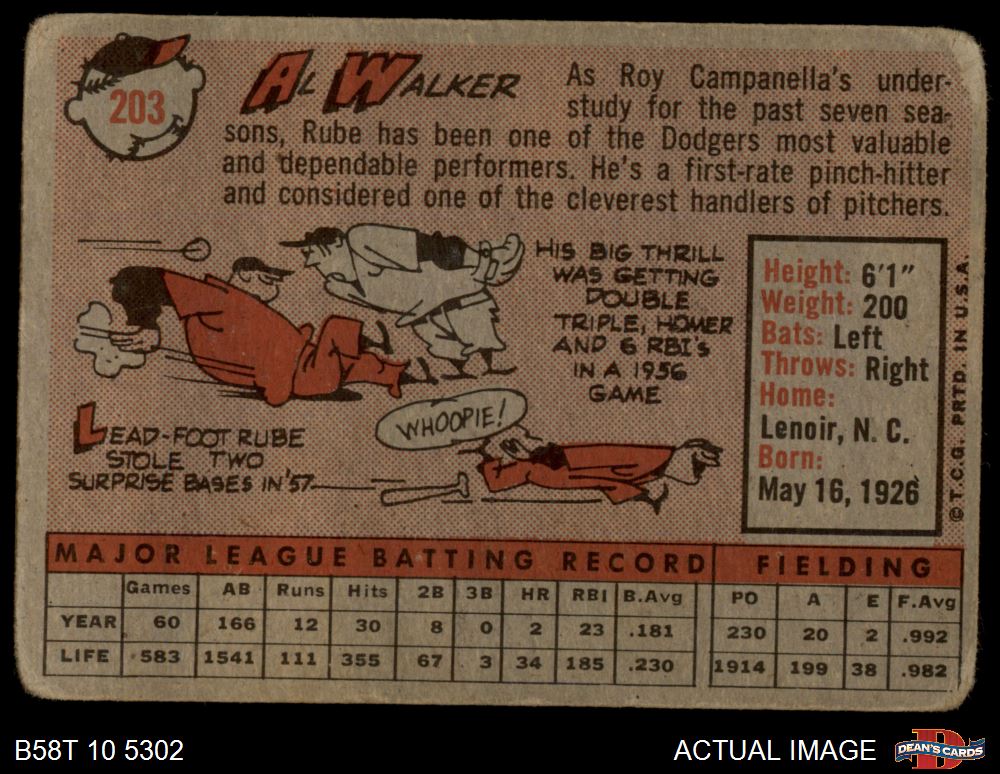 203
AL WALKER
As Roy Campanella's under-
study for the past seven sea-
sons, Rube has been one of the Dodgers most valuable
and dependable performers. He's a first-rate pinch-hitter
and considered one of the cleverest handlers of pitchers.
HIS BIG THRILL
WAS GETTING
DOUBLE
TRIPLE, HOMER
AND 6 RBI'S
IN A 1956
GAME
LEAD-FOOT RUBE
STOLE TWO
SURPRISE BASES IN '57
WHOOPIE!
Height: 6'1"
Weight: 200
Bats: Left
Throws: Right
Home:
Lenoir, N. C.
Born:
May 16, 1926
© T.C.G. PRTD. IN U.S.A.
MAJOR LEAGUE BATTING RECORD FIELDING
Games AB Runs Hits 2B 3B HR RBI B.Avg PO A E F.Avg
YEAR 60 166 12 30 8 0 2 23 .181 230 20 2 .992
LIFE 583 1541 111 355 67 3 34 185 .230 1914 199 38 .982
B58T 10 5302
ACTUAL IMAGE
DEAN'S CARDS